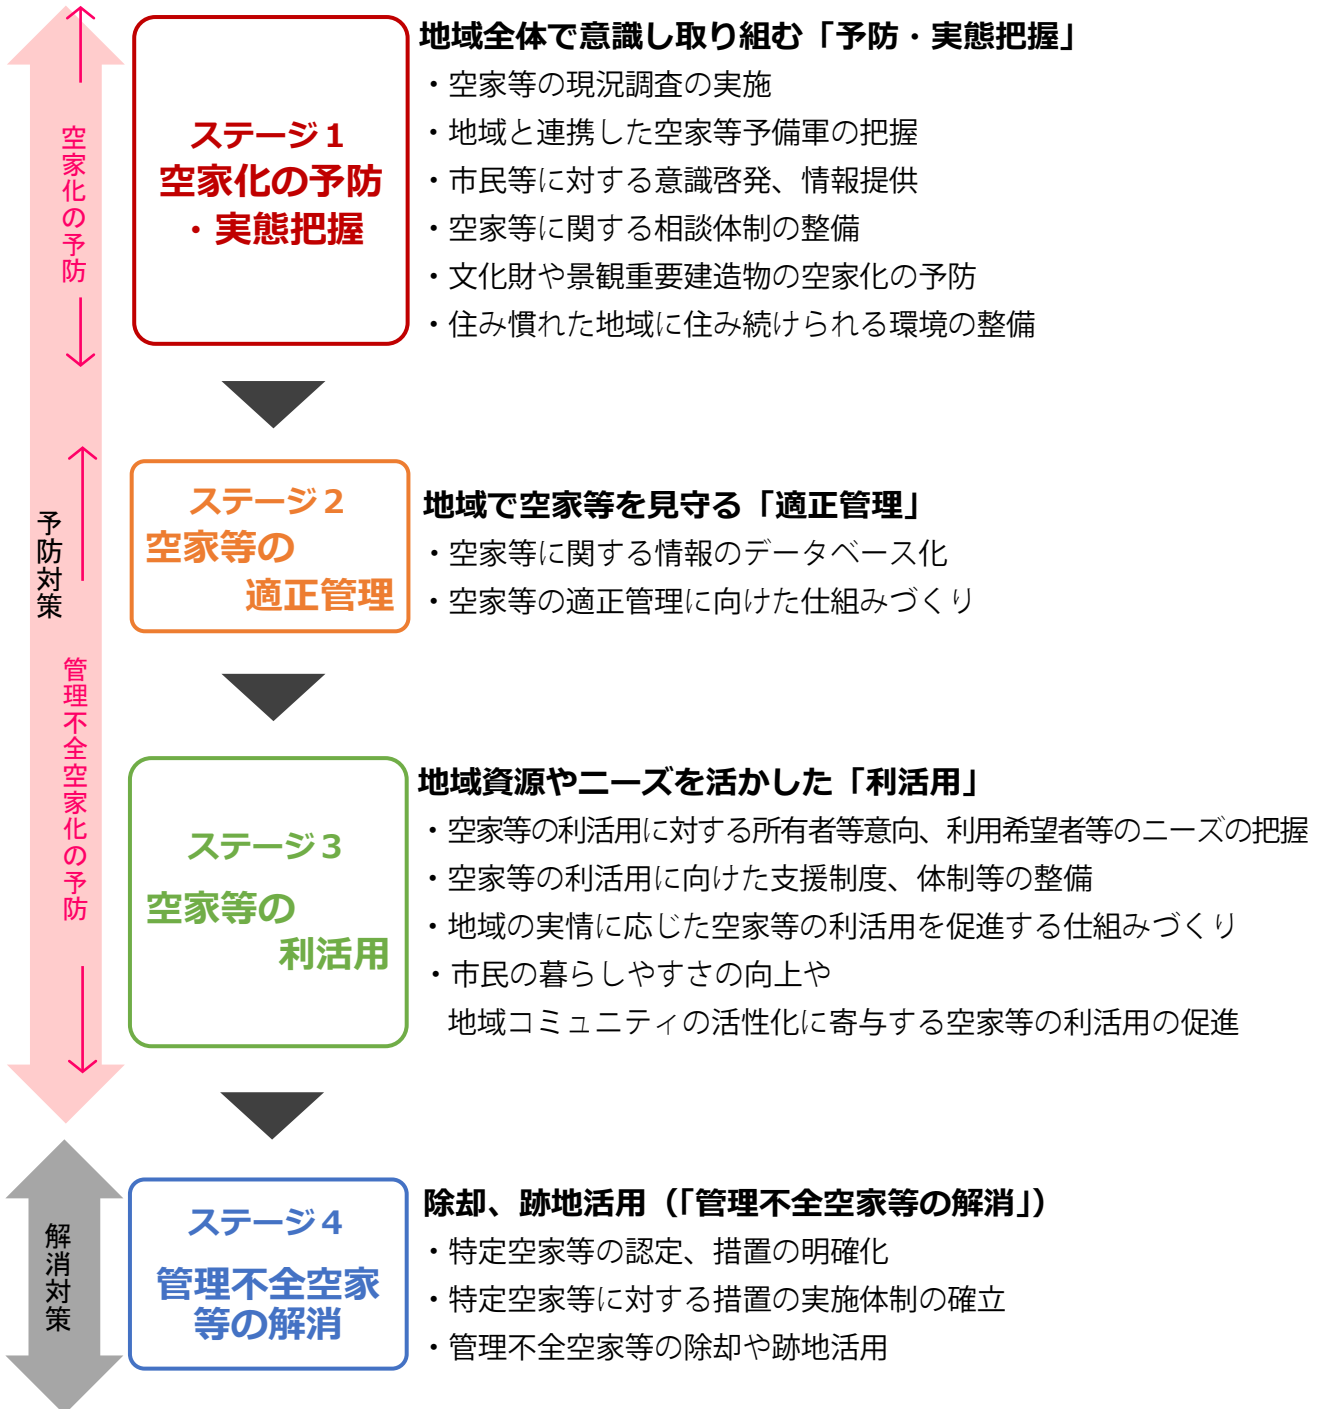 空家化の予防
予防対策
管理不全空家化の予防
解消対策
ステージ１
空家化の予防
・実態把握
地域全体で意識し取り組む「予防・実態把握」
・空家等の現況調査の実施
・地域と連携した空家等予備軍の把握
・市民等に対する意識啓発、情報提供
・空家等に関する相談体制の整備
・文化財や景観重要建造物の空家化の予防
・住み慣れた地域に住み続けられる環境の整備
ステージ２
空家等の
適正管理
地域で空家等を見守る「適正管理」
・空家等に関する情報のデータベース化
・空家等の適正管理に向けた仕組みづくり
ステージ３
空家等の
利活用
地域資源やニーズを活かした「利活用」
・空家等の利活用に対する所有者等意向、利用希望者等のニーズの把握
・空家等の利活用に向けた支援制度、体制等の整備
・地域の実情に応じた空家等の利活用を促進する仕組みづくり
・市民の暮らしやすさの向上や
地域コミュニティの活性化に寄与する空家等の利活用の促進
ステージ４
管理不全空家
等の解消
除却、跡地活用（「管理不全空家等の解消」）
・特定空家等の認定、措置の明確化
・特定空家等に対する措置の実施体制の確立
・管理不全空家等の除却や跡地活用